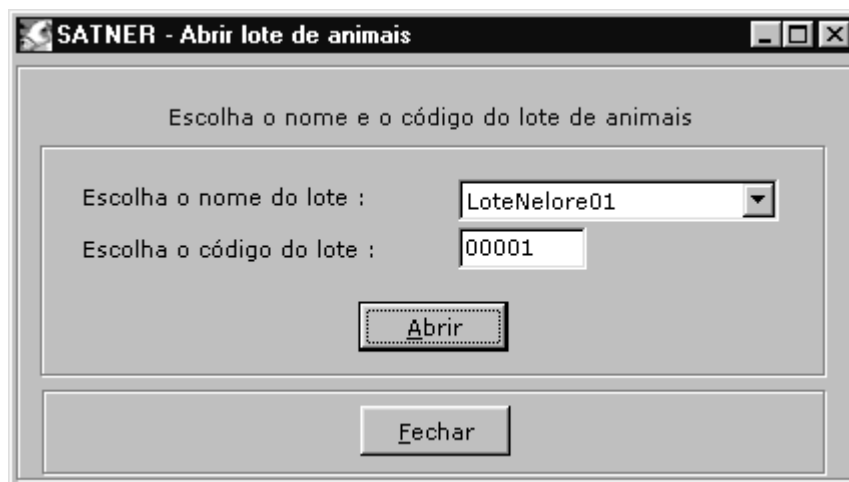 SATNER - Abrir lote de animais
Escolha o nome e o código do lote de animais
Escolha o nome do lote : LoteNelore01
Escolha o código do lote : 00001
Abrir
Fechar